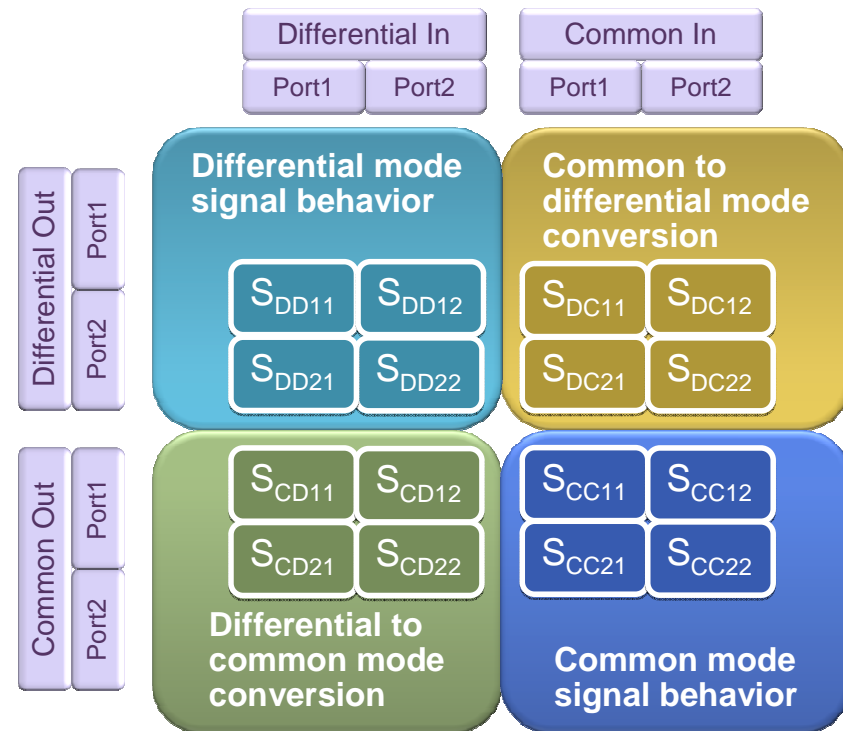 Differential In
Common In
Port1
Port2
Port1
Port2
Differential Out
Port1
Port2
Differential mode
signal behavior
Common to
differential mode
conversion
SDD11
SDD12
SDC11
SDC12
SDD21
SDD22
SDC21
SDC22
Common Out
Port1
Port2
SCD11
SCD12
SCC11
SCC12
SCD21
SCD22
SCC21
SCC22
Differential to
common mode
conversion
Common mode
signal behavior